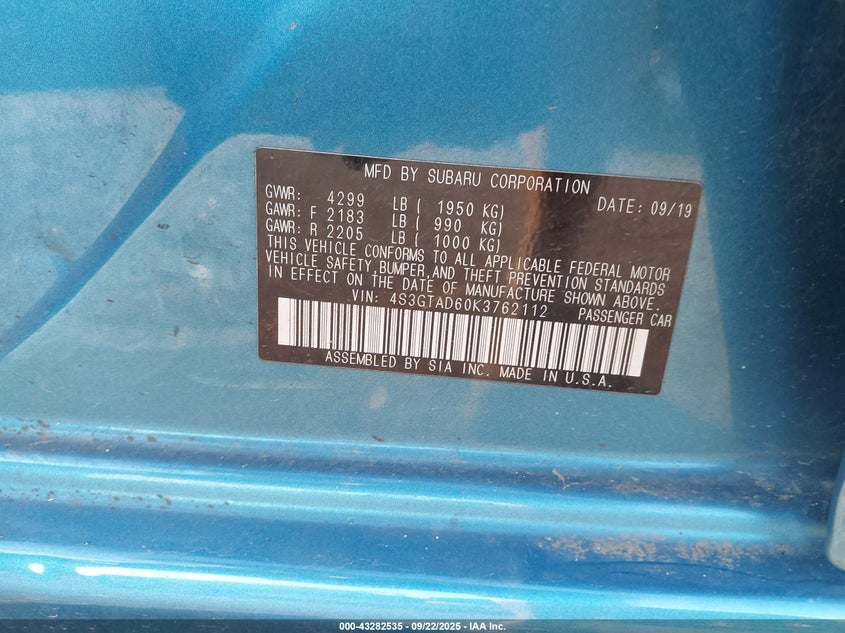 MFD BY SUBARU CORPORATION
GVWR: 4299 LB ( 1950 KG) DATE: 09/19
GAWR: F 2183 LB ( 990 KG)
GAWR: R 2205 LB ( 1000 KG)
THIS VEHICLE CONFORMS TO ALL APPLICABLE FEDERAL MOTOR
VEHICLE SAFETY, BUMPER, AND THEFT PREVENTION STANDARDS
IN EFFECT ON THE DATE OF MANUFACTURE SHOWN ABOVE.
VIN: 4S3GTAD60K3762112 PASSENGER CAR
ASSEMBLED BY SIA INC. MADE IN U.S.A.
000-43282535 - 09/22/2025 - IAA Inc.